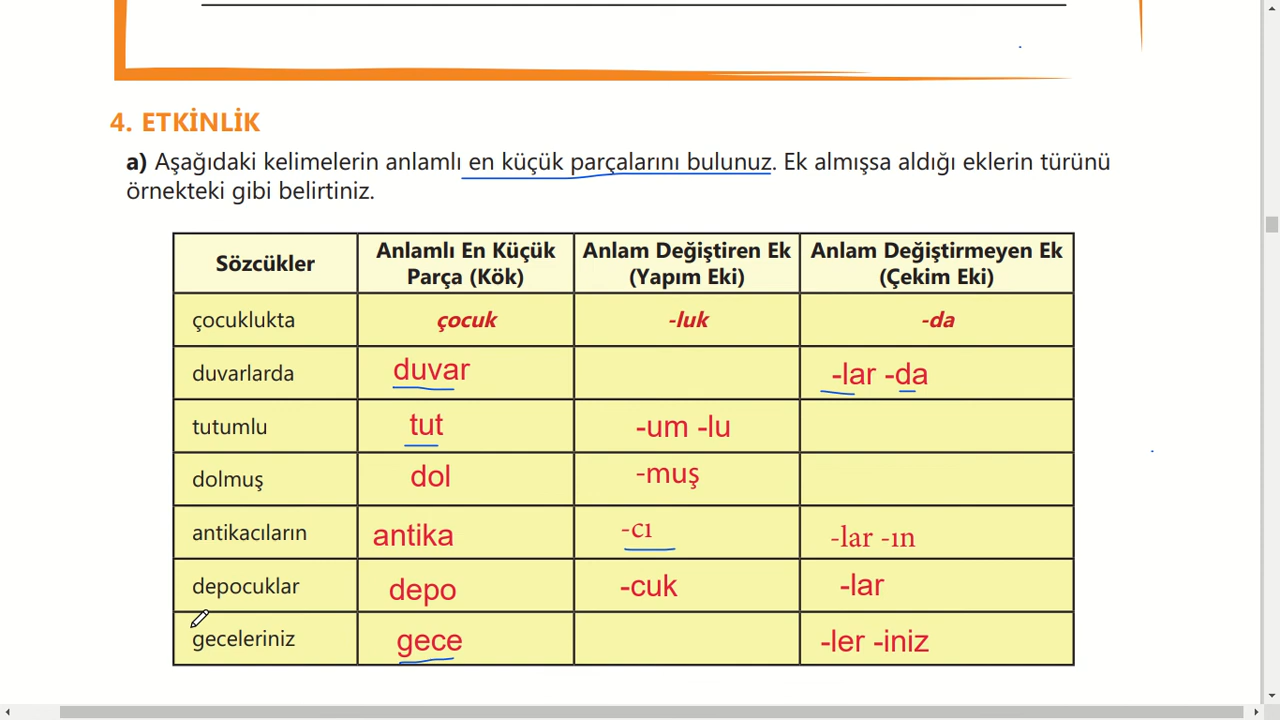 4. ETKİNLİK
a) Aşağıdaki kelimelerin anlamlı en küçük parçalarını bulunuz. Ek almışsa aldığı eklerin türünü
örnekteki gibi belirtiniz.
Sözcükler
Anlamlı En Küçük
Parça (Kök)
Anlam Değiştiren Ek
(Yapım Eki)
Anlam Değiştirmeyen Ek
(Çekim Eki)
çocuklukta çocuk -luk -da
duvarlarda duvar -lar -da
tutumlu tut -um -lu
dolmuş dol -muş
antikacıların antika -cı -lar -ın
depocuklar depo -cuk -lar
geceleriniz gece -ler -iniz